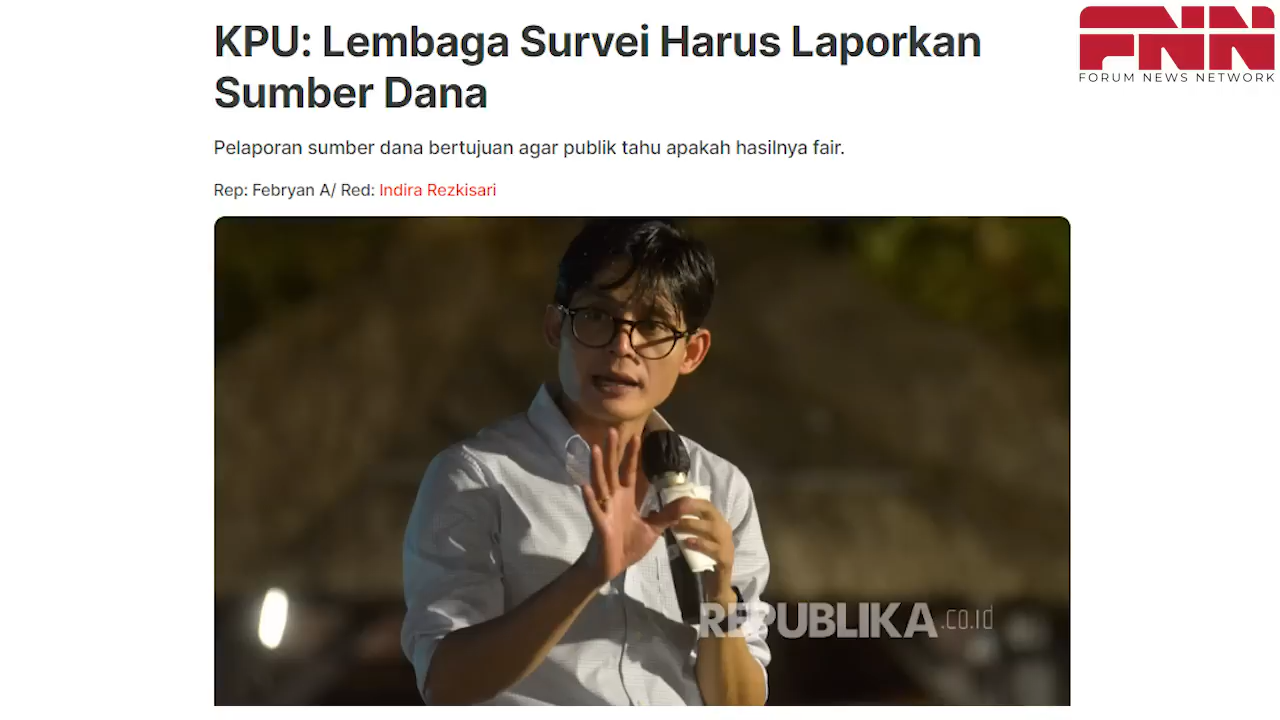 KPU: Lembaga Survei Harus Laporkan
Sumber Dana
Pelaporan sumber dana bertujuan agar publik tahu apakah hasilnya fair.
Rep: Febryan A/ Red: Indira Rezkisari
FNN
FORUM NEWS NETWORK
REPUBLIKA.co.id